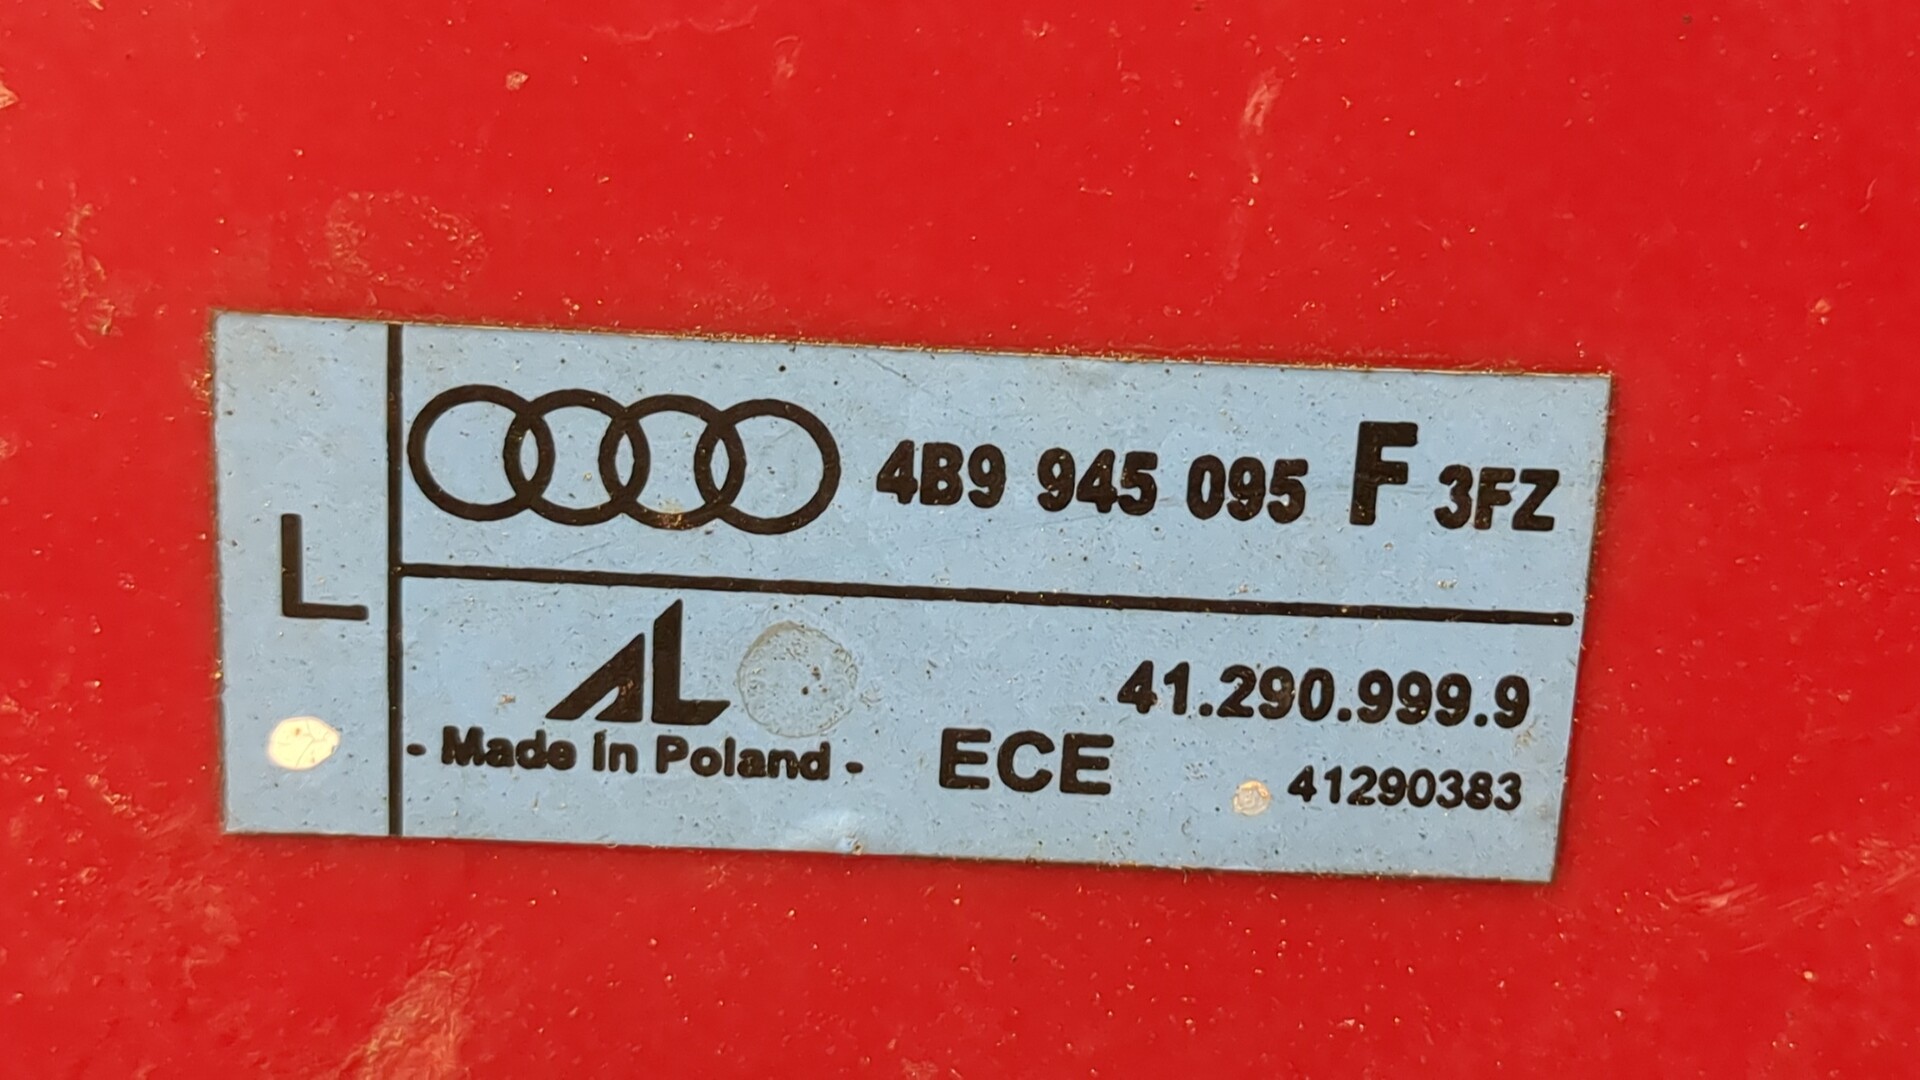 L
4B9 945 095 F 3FZ
AL
41.290.999.9
- Made in Poland - ECE 41290383